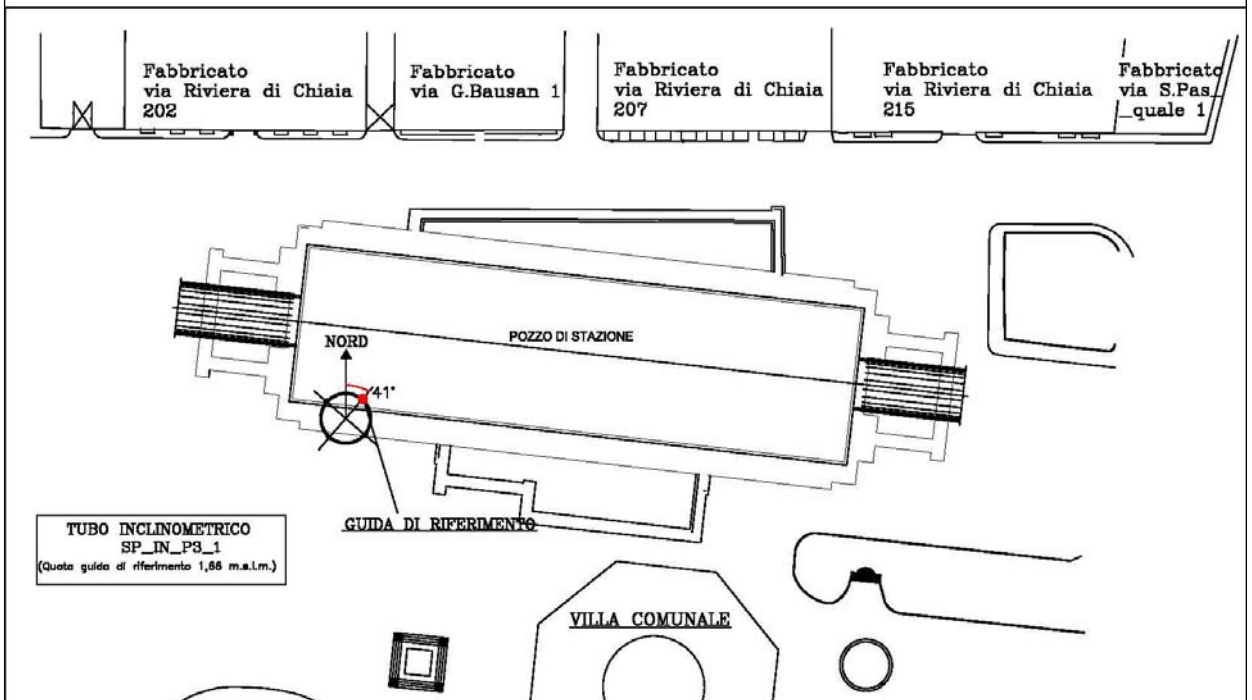 Fabbricato
via Riviera di Chiaia
202
Fabbricato
via G.Bausan 1
Fabbricato
via Riviera di Chiaia
207
Fabbricato
via Riviera di Chiaia
215
Fabbricato
via S.Pas
_quale 1
POZZO DI STAZIONE
NORD
41°
GUIDA DI RIFERIMENTO
TUBO INCLINOMETRICO
SP_IN_P3_1
(Quota guida di riferimento 1,66 m.s.l.m.)
VILLA COMUNALE